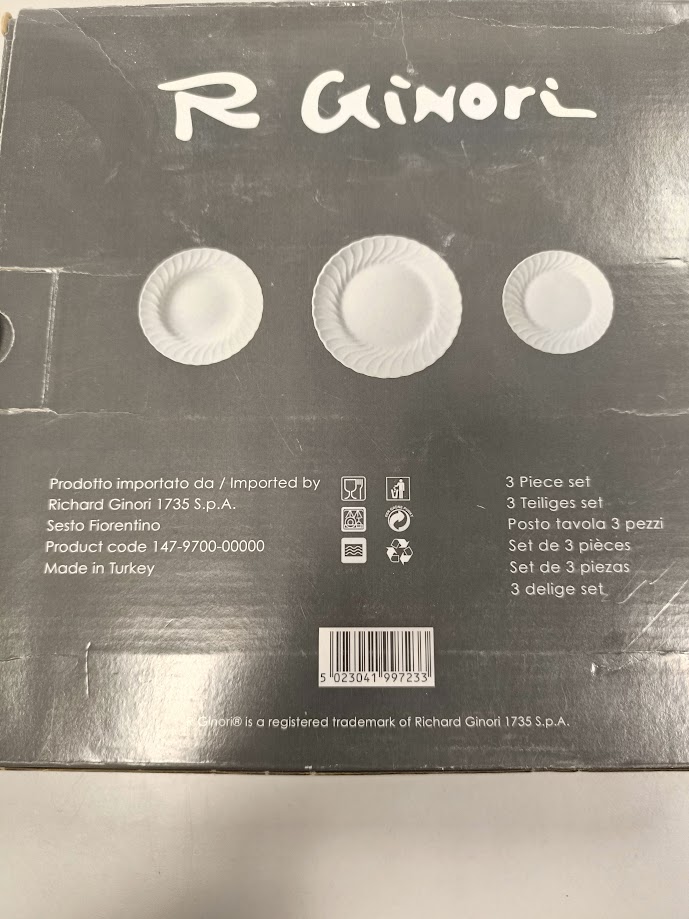 R Ginori
Prodotto importato da / Imported by
Richard Ginori 1735 S.p.A.
Sesto Fiorentino
Product code 147-9700-00000
Made in Turkey
3 Piece set
3 Teiliges set
Posto tavola 3 pezzi
Set de 3 pièces
Set de 3 piezas
3 delige set
5 023041 997233
R Ginori® is a registered trademark of Richard Ginori 1735 S.p.A.